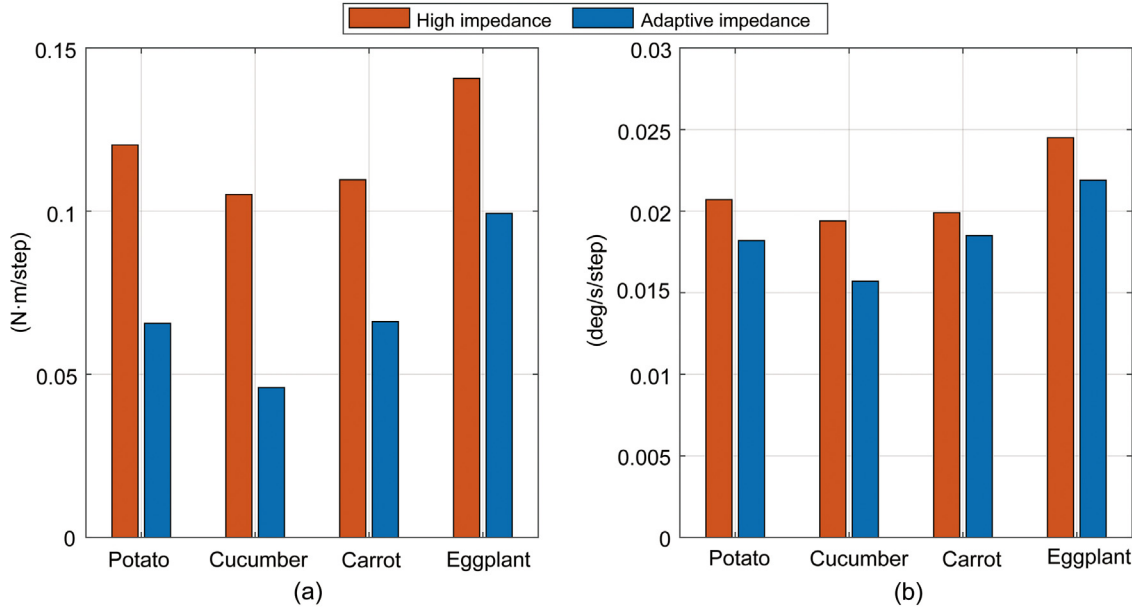 High impedance
Adaptive impedance
0.15
0.1
0.05
0
(N·m/step)
Potato
Cucumber
Carrot
Eggplant
(a)
0.03
0.025
0.02
0.015
0.01
0.005
0
(deg/s/step)
Potato
Cucumber
Carrot
Eggplant
(b)